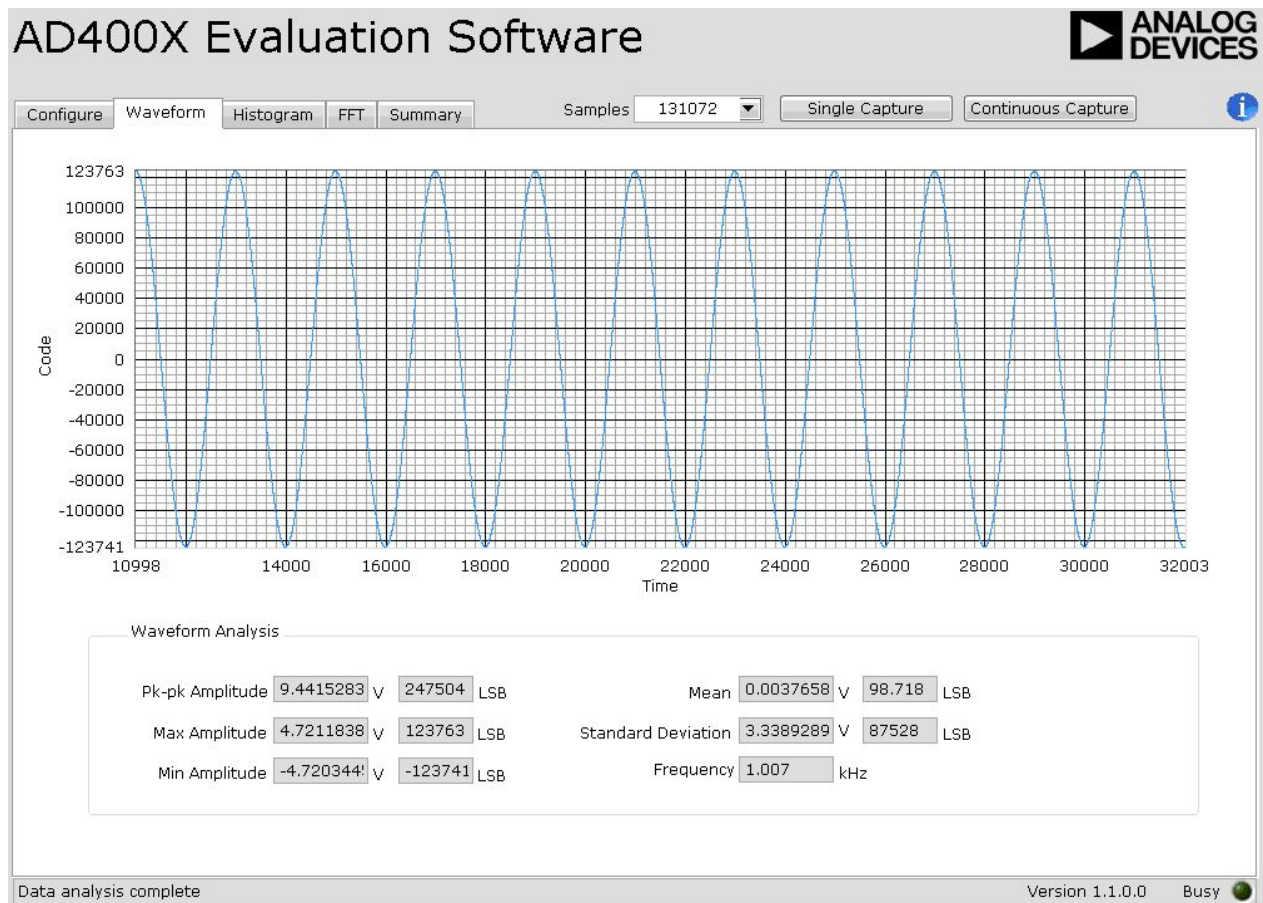 AD400X Evaluation Software
ANALOG
DEVICES
Configure Waveform Histogram FFT Summary Samples 131072 Single Capture Continuous Capture i
123763
100000
80000
60000
40000
20000
0
-20000
-40000
-60000
-80000
-100000
-123741
Code
10998 14000 16000 18000 20000 22000 24000 26000 28000 30000 32003
Time
Waveform Analysis
Pk-pk Amplitude 9.4415283 V 247504 LSB Mean 0.0037658 V 98.718 LSB
Max Amplitude 4.7211838 V 123763 LSB Standard Deviation 3.3389289 V 87528 LSB
Min Amplitude -4.720344 V -123741 LSB Frequency 1.007 kHz
Data analysis complete Version 1.1.0.0 Busy